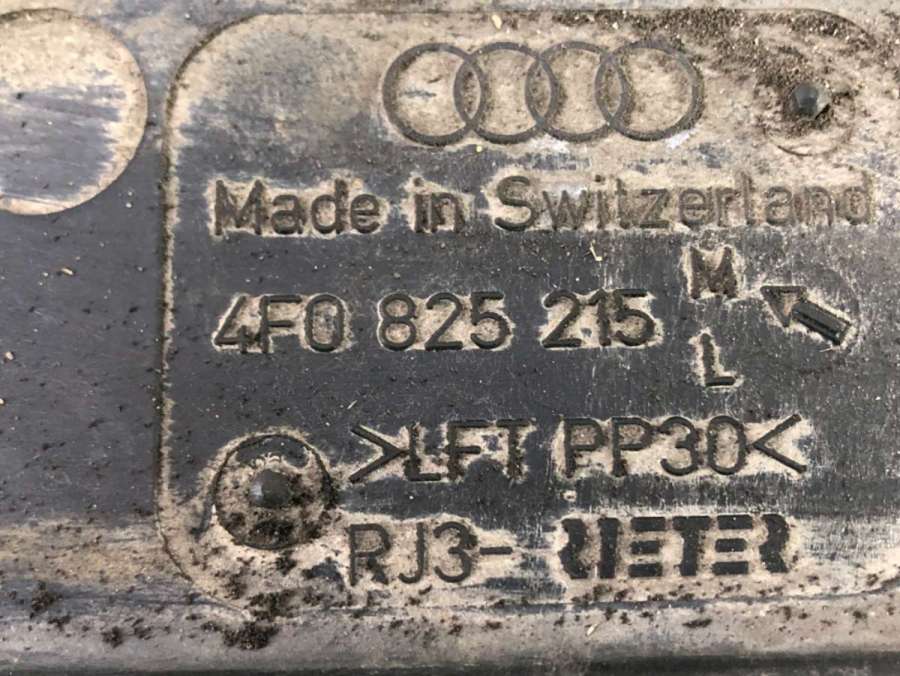 Made in Switzerland
4F0 825 215 M
L
>LFT PP30<
RJ3- RIETER